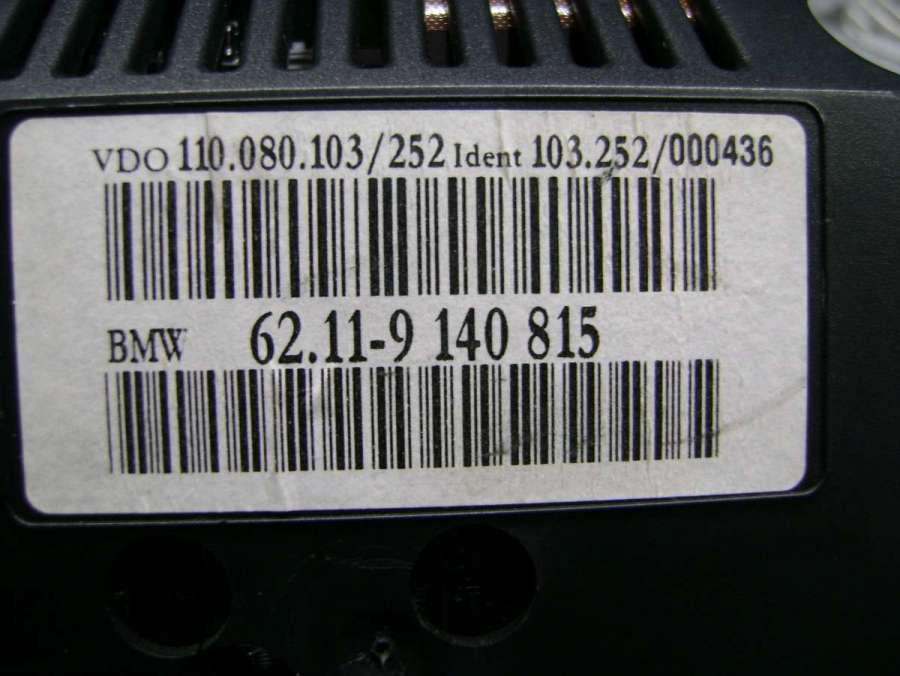 VDO 110.080.103/252 Ident 103.252/000436
BMW 62.11-9 140 815